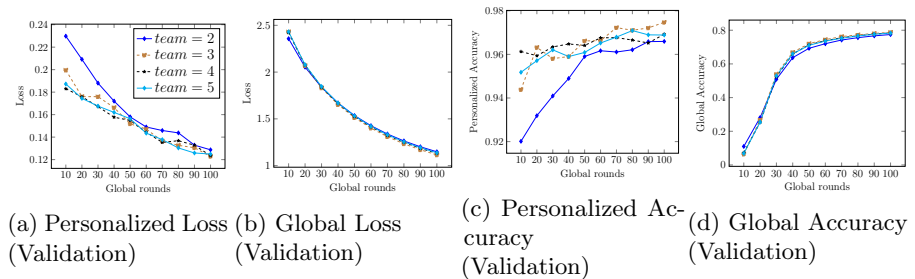 0.24
0.22
0.2
0.18
0.16
0.14
0.12
Loss
10 20 30 40 50 60 70 80 90 100
Global rounds
team = 2
team = 3
team = 4
team = 5
(a) Personalized Loss
(Validation)
2.5
2
1.5
1
Loss
10 20 30 40 50 60 70 80 90 100
Global rounds
(b) Global Loss
(Validation)
0.98
0.96
0.94
0.92
Personalized Accuracy
10 20 30 40 50 60 70 80 90 100
Global rounds
(c) Personalized Ac-
curacy
(Validation)
0.8
0.6
0.4
0.2
0
Global Accuracy
10 20 30 40 50 60 70 80 90 100
Global rounds
(d) Global Accuracy
(Validation)